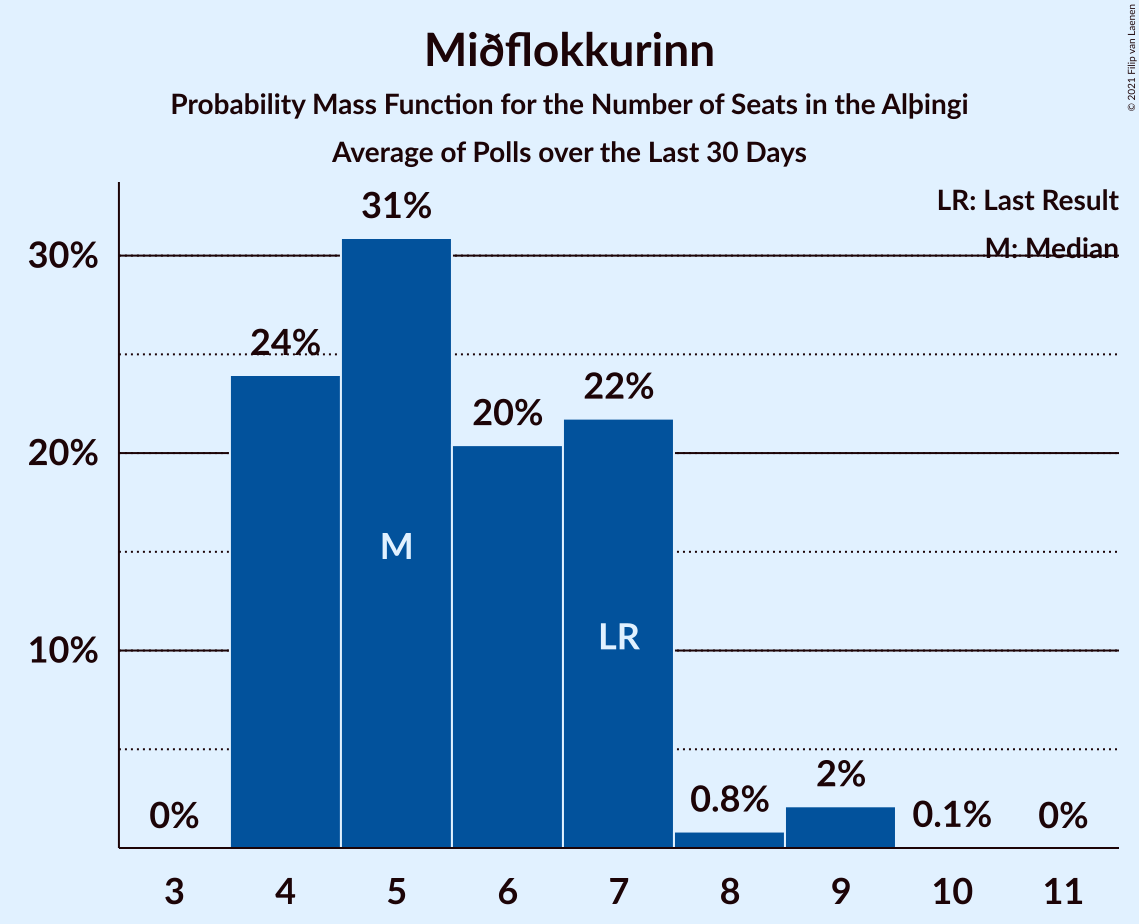 Miðflokkurinn
Probability Mass Function for the Number of Seats in the Alþingi
Average of Polls over the Last 30 Days
© 2021 Filip van Laenen
LR: Last Result
M: Median
30%
20%
10%
0%
24%
31%
20%
22%
0.8%
2%
0.1%
0%
M
LR
3 4 5 6 7 8 9 10 11